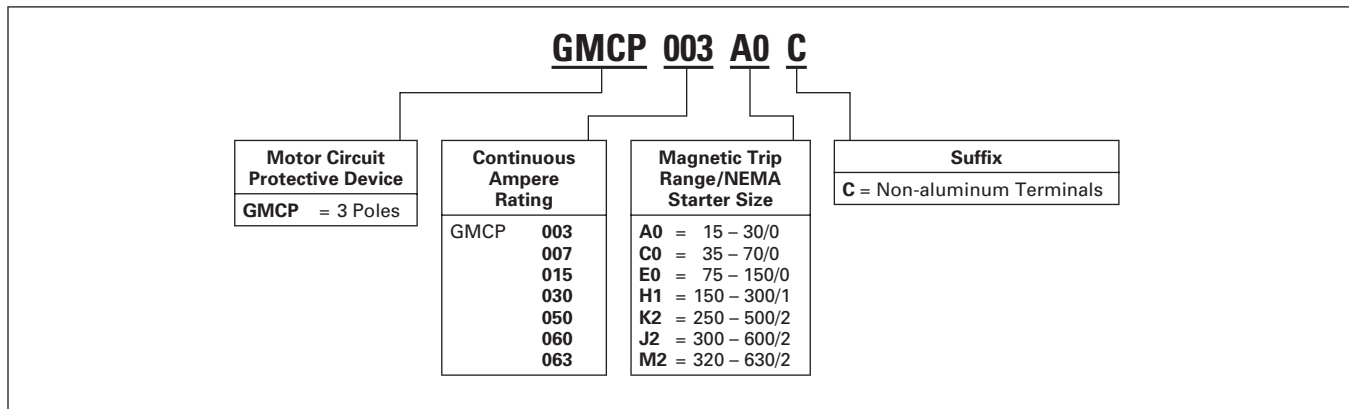 GMCP 003 A0 C
Motor Circuit
Protective Device
GMCP = 3 Poles
Continuous
Ampere
Rating
GMCP 003
007
015
030
050
060
063
Magnetic Trip
Range/NEMA
Starter Size
A0 = 15 – 30/0
C0 = 35 – 70/0
E0 = 75 – 150/0
H1 = 150 – 300/1
K2 = 250 – 500/2
J2 = 300 – 600/2
M2 = 320 – 630/2
Suffix
C = Non-aluminum Terminals